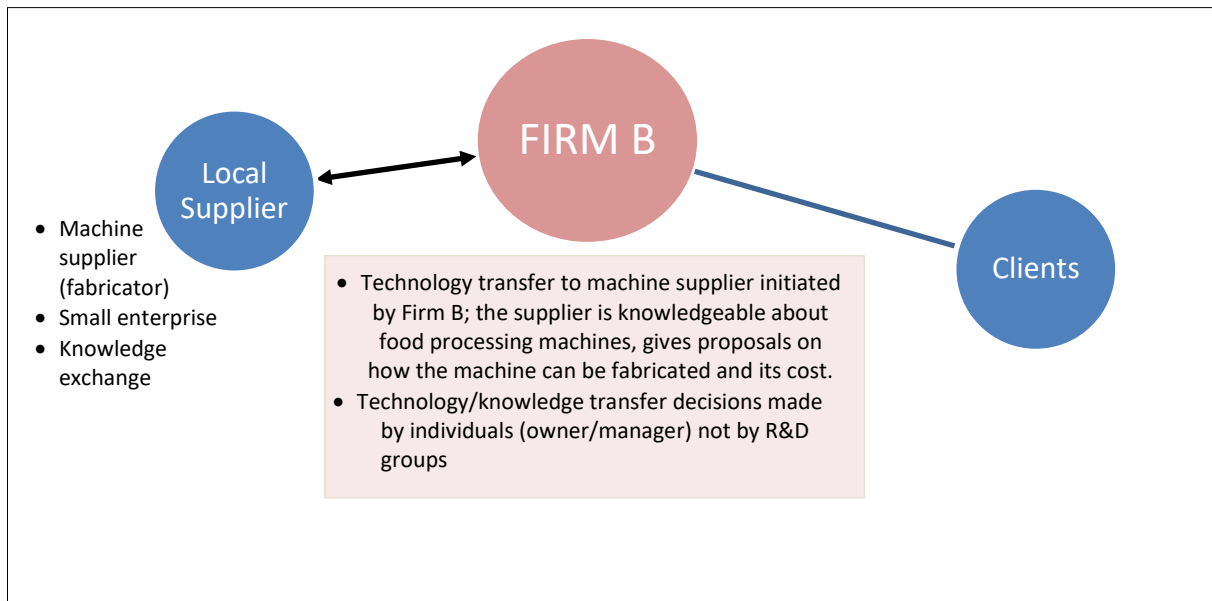 FIRM B
Local
Supplier
• Machine
supplier
(fabricator)
• Small enterprise
• Knowledge
exchange
• Technology transfer to machine supplier initiated
by Firm B; the supplier is knowledgeable about
food processing machines, gives proposals on
how the machine can be fabricated and its cost.
• Technology/knowledge transfer decisions made
by individuals (owner/manager) not by R&D
groups
Clients